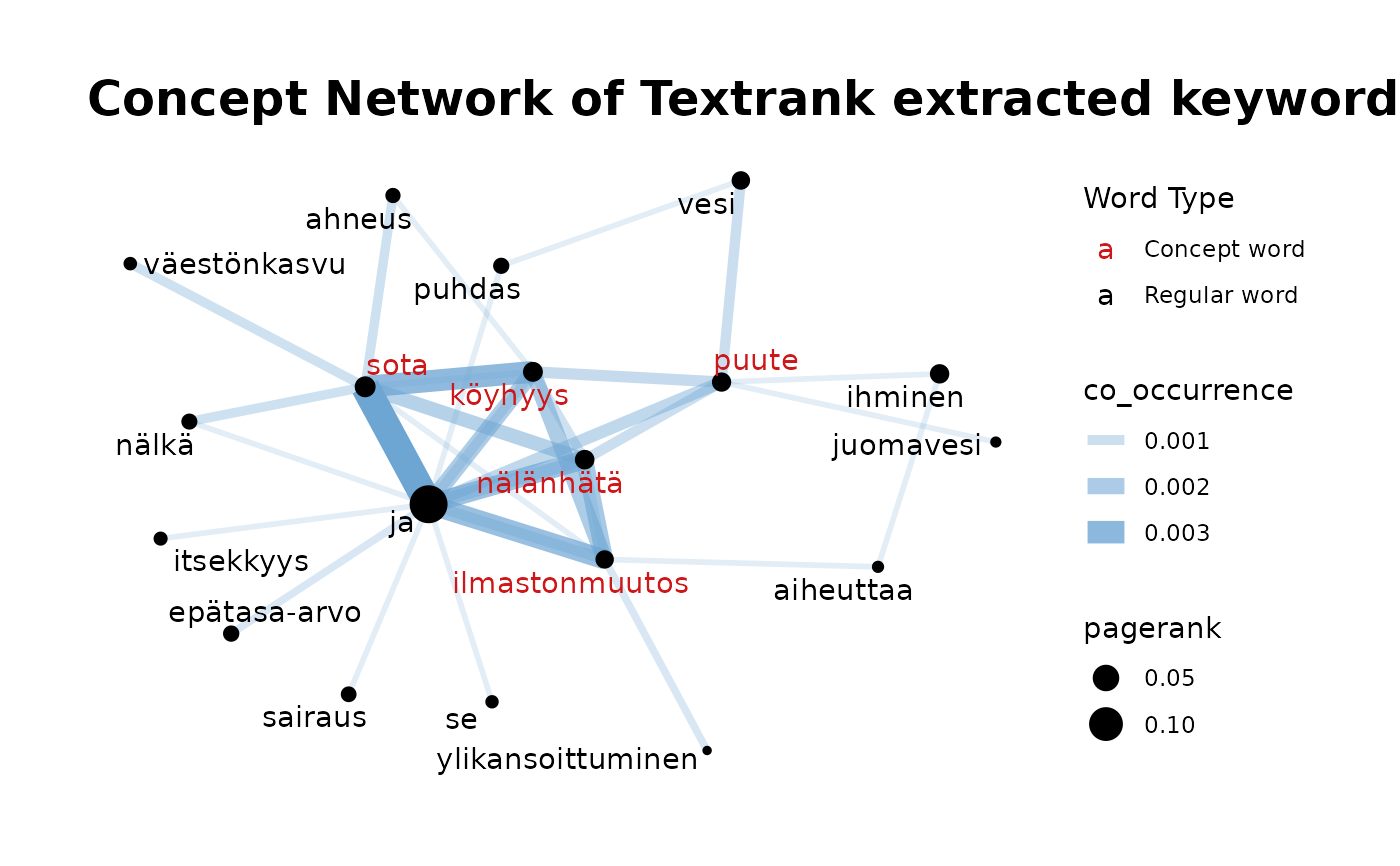 Concept Network of Textrank extracted keyword
vesi
ahneus
väestönkasvu
puhdas
sota
puute
köyhyys
ihminen
nälkä
juomavesi
nälänhätä
ja
itsekkyys
ilmastonmuutos
aiheuttaa
epätasa-arvo
sairaus
se
ylikansoittuminen
Word Type
a Concept word
a Regular word
co_occurrence
0.001
0.002
0.003
pagerank
0.05
0.10